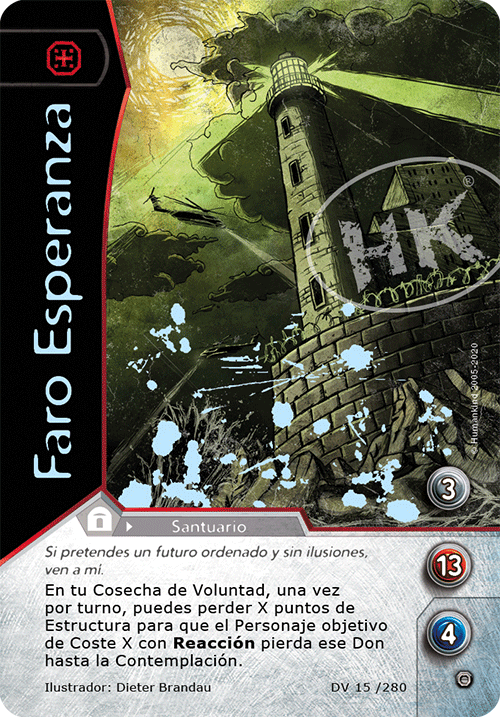 Faro Esperanza
HK
®
© Humankind 2005-2020
3
Santuario
Si pretendes un futuro ordenado y sin ilusiones,
ven a mi.
En tu Cosecha de Voluntad, una vez
por turno, puedes perder X puntos de
Estructura para que el Personaje objetivo
de Coste X con Reacción pierda ese Don
hasta la Contemplación.
13
4
Ilustrador: Dieter Brandau
DV 15 /280